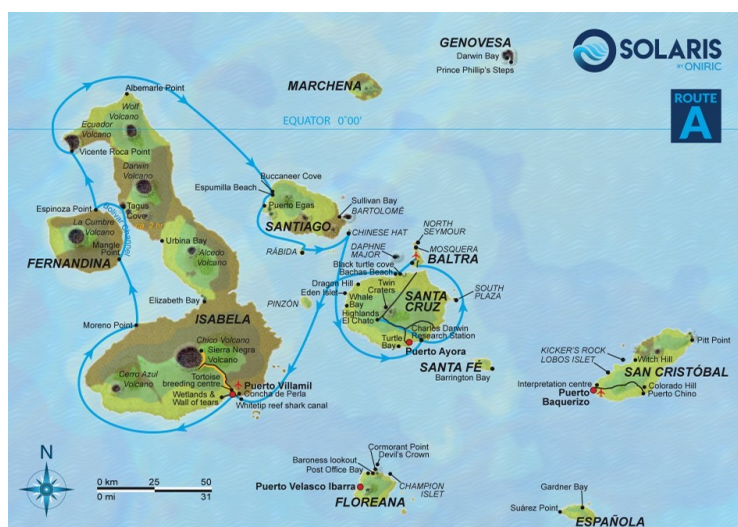 GENOVESA
Darwin Bay
Prince Phillip's Steps
SOLARIS
BY ONIRIC
ROUTE
A
MARCHENA
EQUATOR 0°00'
Albemarle Point
Wolf
Volcano
Ecuador
Volcano
Vicente Roca Point
Darwin
Volcano
Buccaneer Cove
Espumilla Beach
Puerto Egas
SANTIAGO
Sullivan Bay
BARTOLOMÉ
CHINESE HAT
RÁBIDA
Espinoza Point
Tagus
Cove
Bolivar Channel
La Cumbre
Volcano
Mangle
Point
FERNANDINA
Urbina Bay
Alcedo
Volcano
NORTH
SEYMOUR
MOSQUERA
DAPHNE
MAJOR
BALTRA
Black turtle cove
Bachas Beach
Dragon Hill
Eden Islet
Whale
Bay
Twin
Craters
SANTA
CRUZ
SOUTH
PLAZA
Highlands
El Chato
Charles Darwin
Research Station
Turtle
Bay
Puerto Ayora
PINZÓN
Elizabeth Bay
ISABELA
Moreno Point
Chico Volcano
Sierra Negra
Volcano
Cerro Azul
Volcano
Tortoise
breeding centre
Puerto Villamil
Concha de Perla
Wetlands &
Wall of tears
Whitetip reef shark canal
SANTA FÉ
Barrington Bay
Pitt Point
KICKER'S ROCK
LOBOS ISLET
Witch Hill
SAN CRISTÓBAL
Interpretation centre
Puerto
Baquerizo
Colorado Hill
Puerto Chino
N
0 km 25 50
0 mi 31
Cormorant Point
Devil's Crown
Baroness lookout
Post Office Bay
Puerto Velasco Ibarra
CHAMPION
ISLET
FLOREANA
Gardner Bay
Suárez Point
ESPAÑOLA